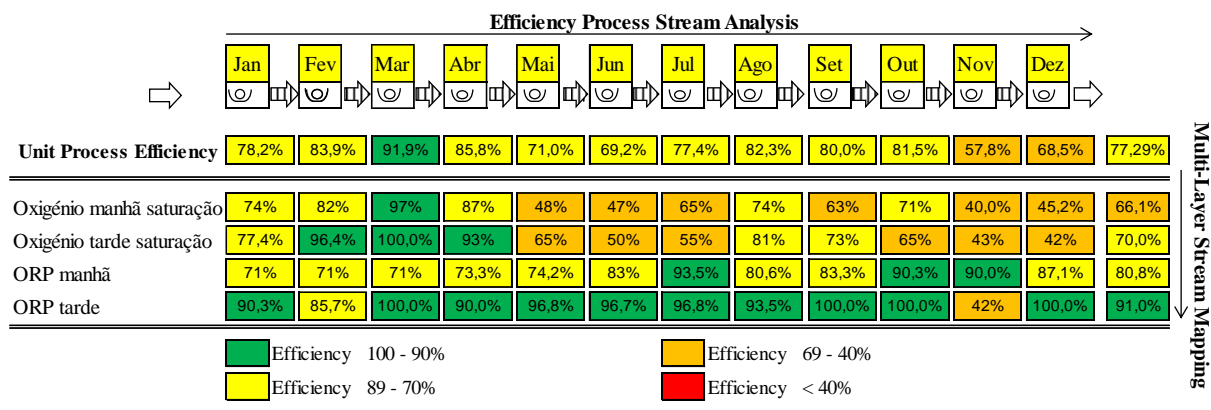 Efficiency Process Stream Analysis
Jan Fev Mar Abr Mai Jun Jul Ago Set Out Nov Dez
Unit Process Efficiency 78,2% 83,9% 91,9% 85,8% 71,0% 69,2% 77,4% 82,3% 80,0% 81,5% 57,8% 68,5% 77,29%
Oxigénio manhã saturação 74% 82% 97% 87% 48% 47% 65% 74% 63% 71% 40,0% 45,2% 66,1%
Oxigénio tarde saturação 77,4% 96,4% 100,0% 93% 65% 50% 55% 81% 73% 65% 43% 42% 70,0%
ORP manhã 71% 71% 71% 73,3% 74,2% 83% 93,5% 80,6% 83,3% 90,3% 90,0% 87,1% 80,8%
ORP tarde 90,3% 85,7% 100,0% 90,0% 96,8% 96,7% 96,8% 93,5% 100,0% 100,0% 42% 100,0% 91,0%
Multi-Layer Stream Mapping
Efficiency 100 - 90% Efficiency 69 - 40%
Efficiency 89 - 70% Efficiency < 40%